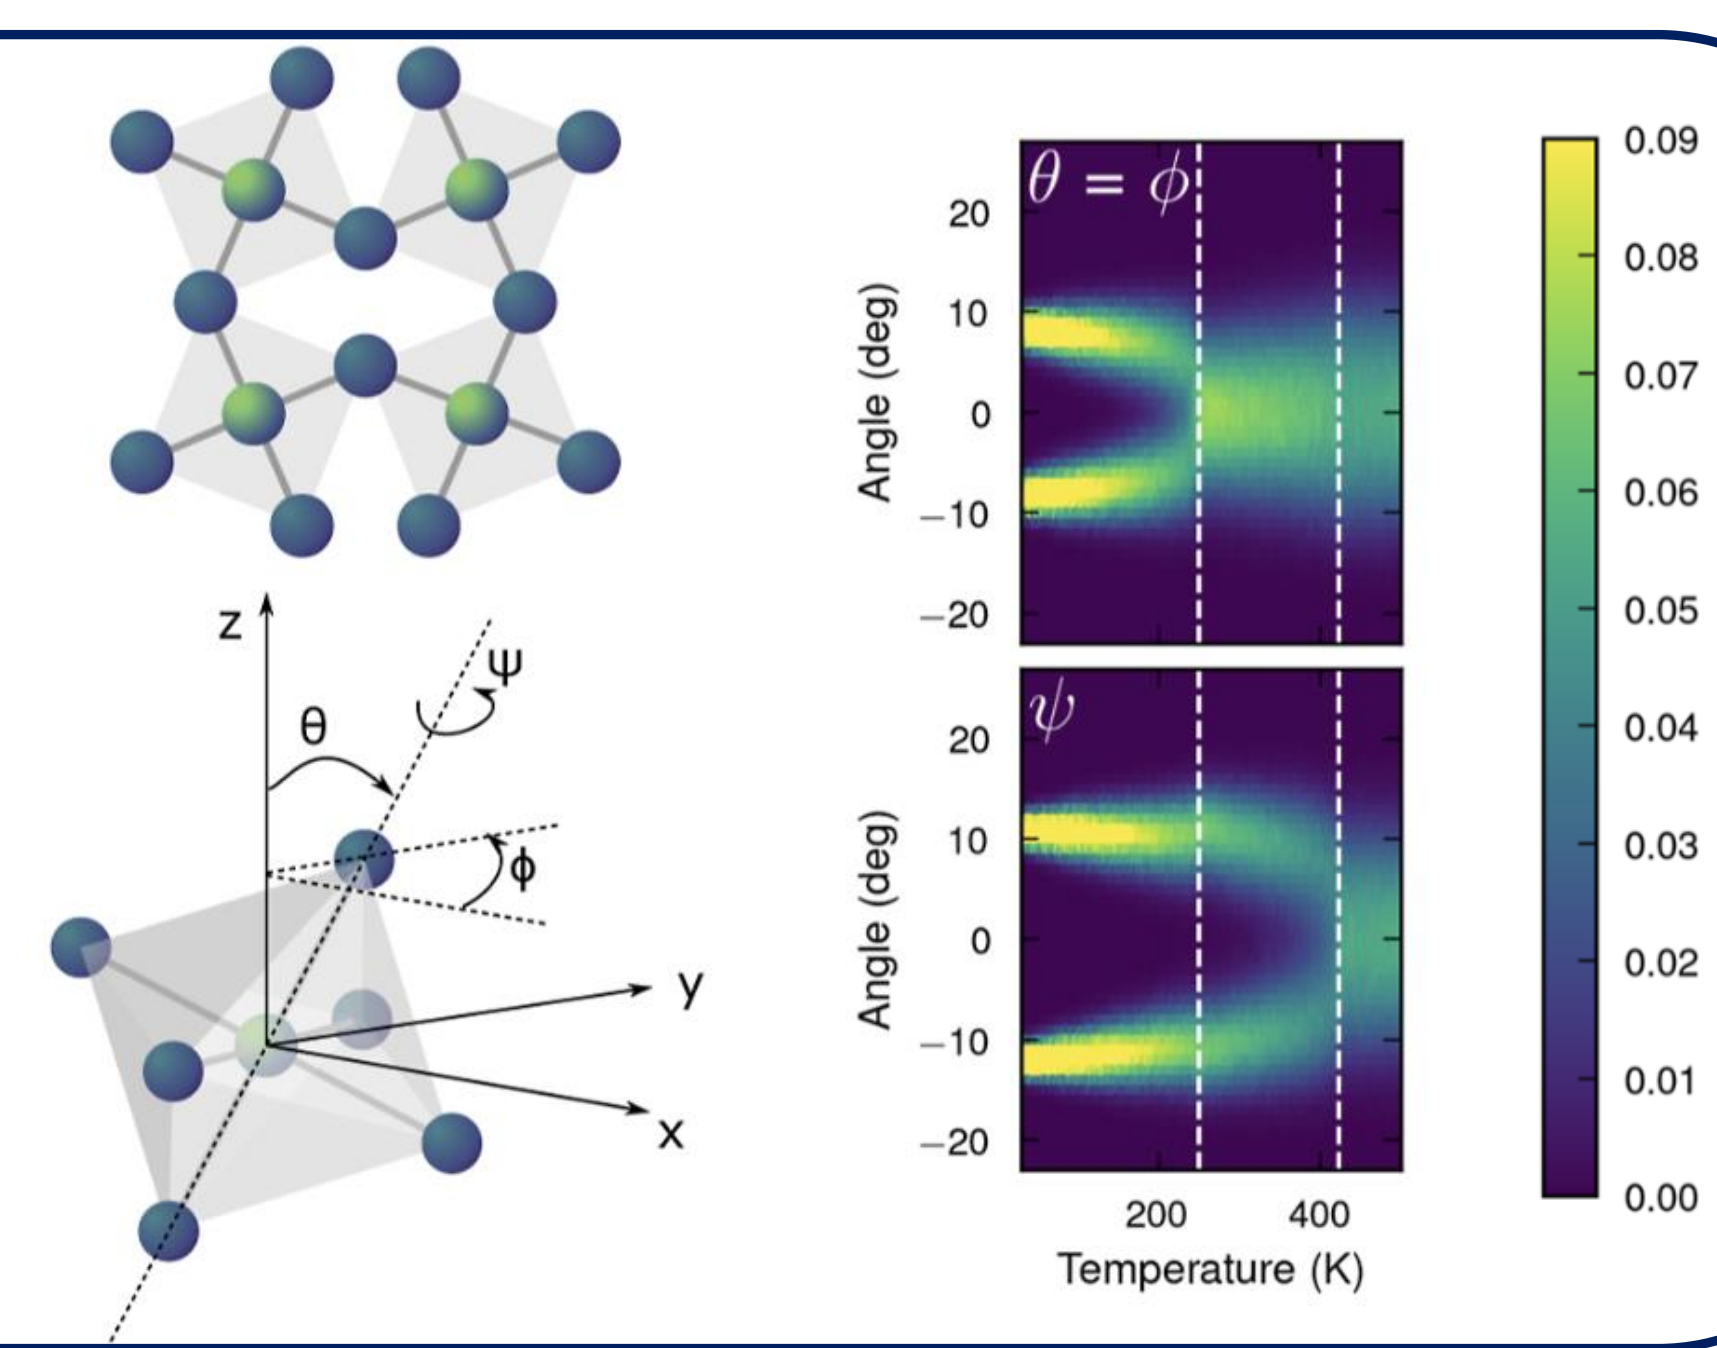 z
ψ
θ
ϕ
y
x
θ = ϕ
20
10
0
−10
−20
Angle (deg)
ψ
20
10
0
−10
−20
Angle (deg)
200 400
Temperature (K)
0.09
0.08
0.07
0.06
0.05
0.04
0.03
0.02
0.01
0.00